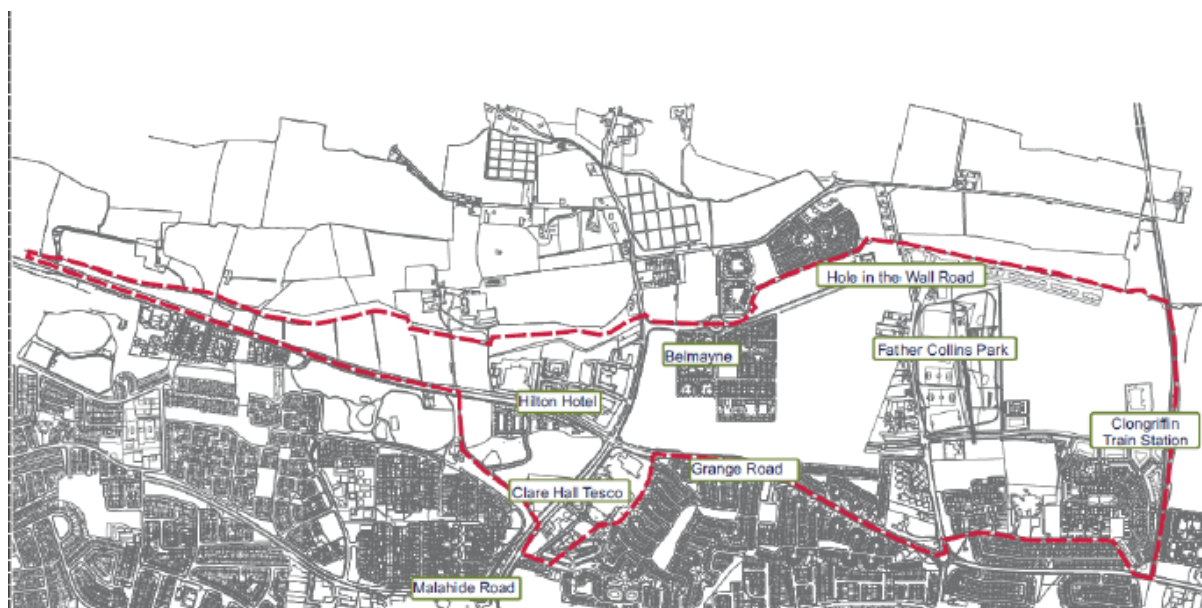 Hole in the Wall Road
Belmayne
Father Collins Park
Hilton Hotel
Clongriffin
Train Station
Grange Road
Clare Hall Tesco
Malahide Road